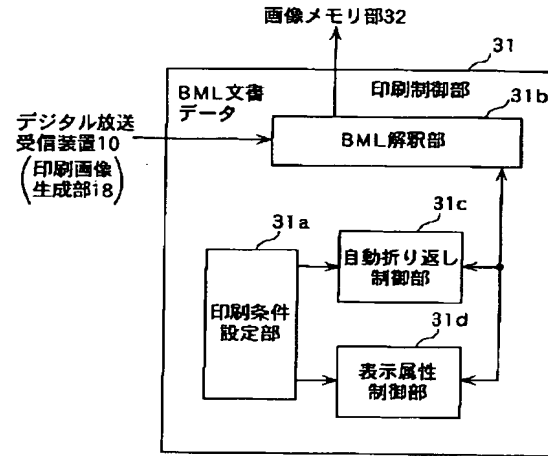 画像メモリ部32
31
印刷制御部
BML文書
データ
31b
BML解釈部
デジタル放送
受信装置10
(印刷画像
生成部18)
31c
自動折り返し
制御部
31a
印刷条件
設定部
31d
表示属性
制御部